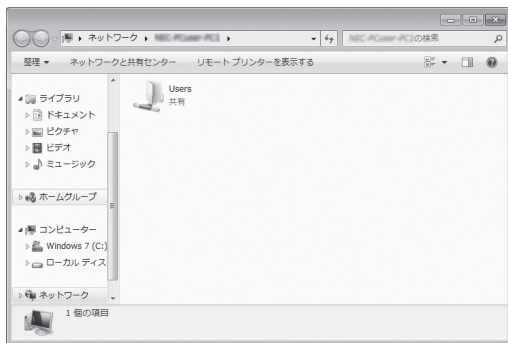 ネットワーク
の検索
整理 ネットワークと共有センター リモート プリンターを表示する
ライブラリ
ドキュメント
ピクチャ
ビデオ
ミュージック
ホームグループ
コンピューター
Windows 7 (C:)
ローカル ディス
ネットワーク
Users
共有
1 個の項目